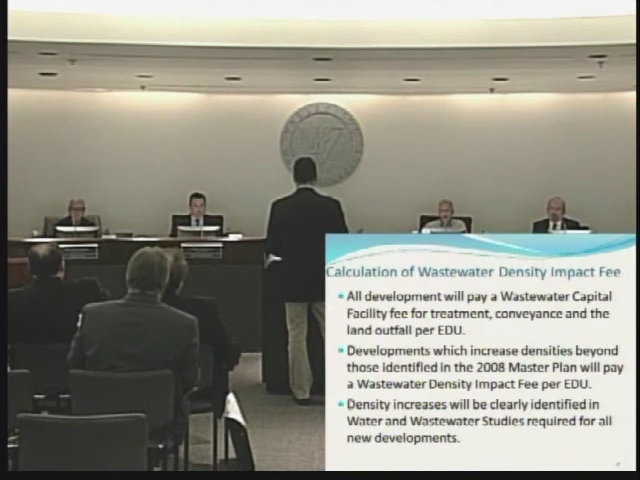 Calculation of Wastewater Density Impact Fee
All development will pay a Wastewater Capital
Facility fee for treatment, conveyance and the
land outfall per EDU.
Developments which increase densities beyond
those identified in the 2008 Master Plan will pay
a Wastewater Density Impact Fee per EDU.
Density increases will be clearly identified in
Water and Wastewater Studies required for all
new developments.